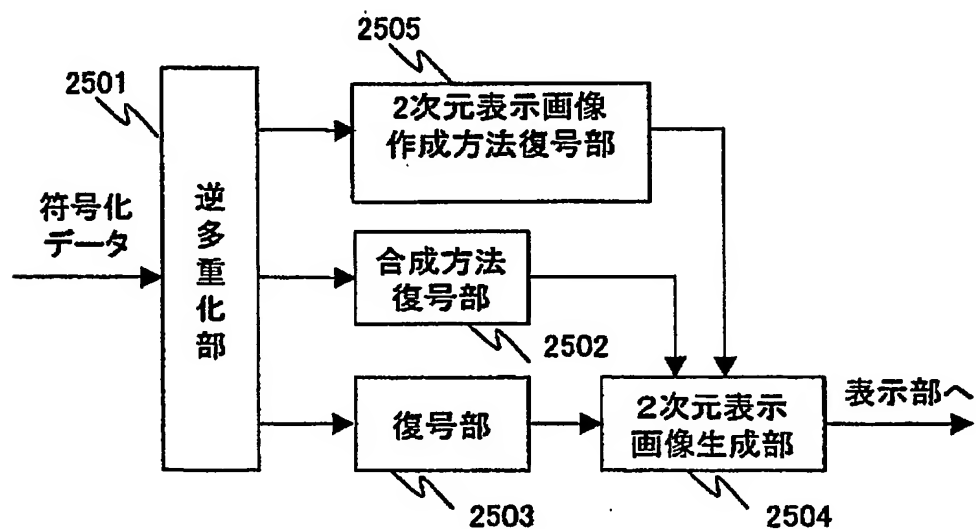 2505
2501
2次元表示画像
作成方法復号部
逆多重化部
符号化
データ
合成方法
復号部
2502
復号部
2503
2次元表示
画像生成部
表示部へ
2504